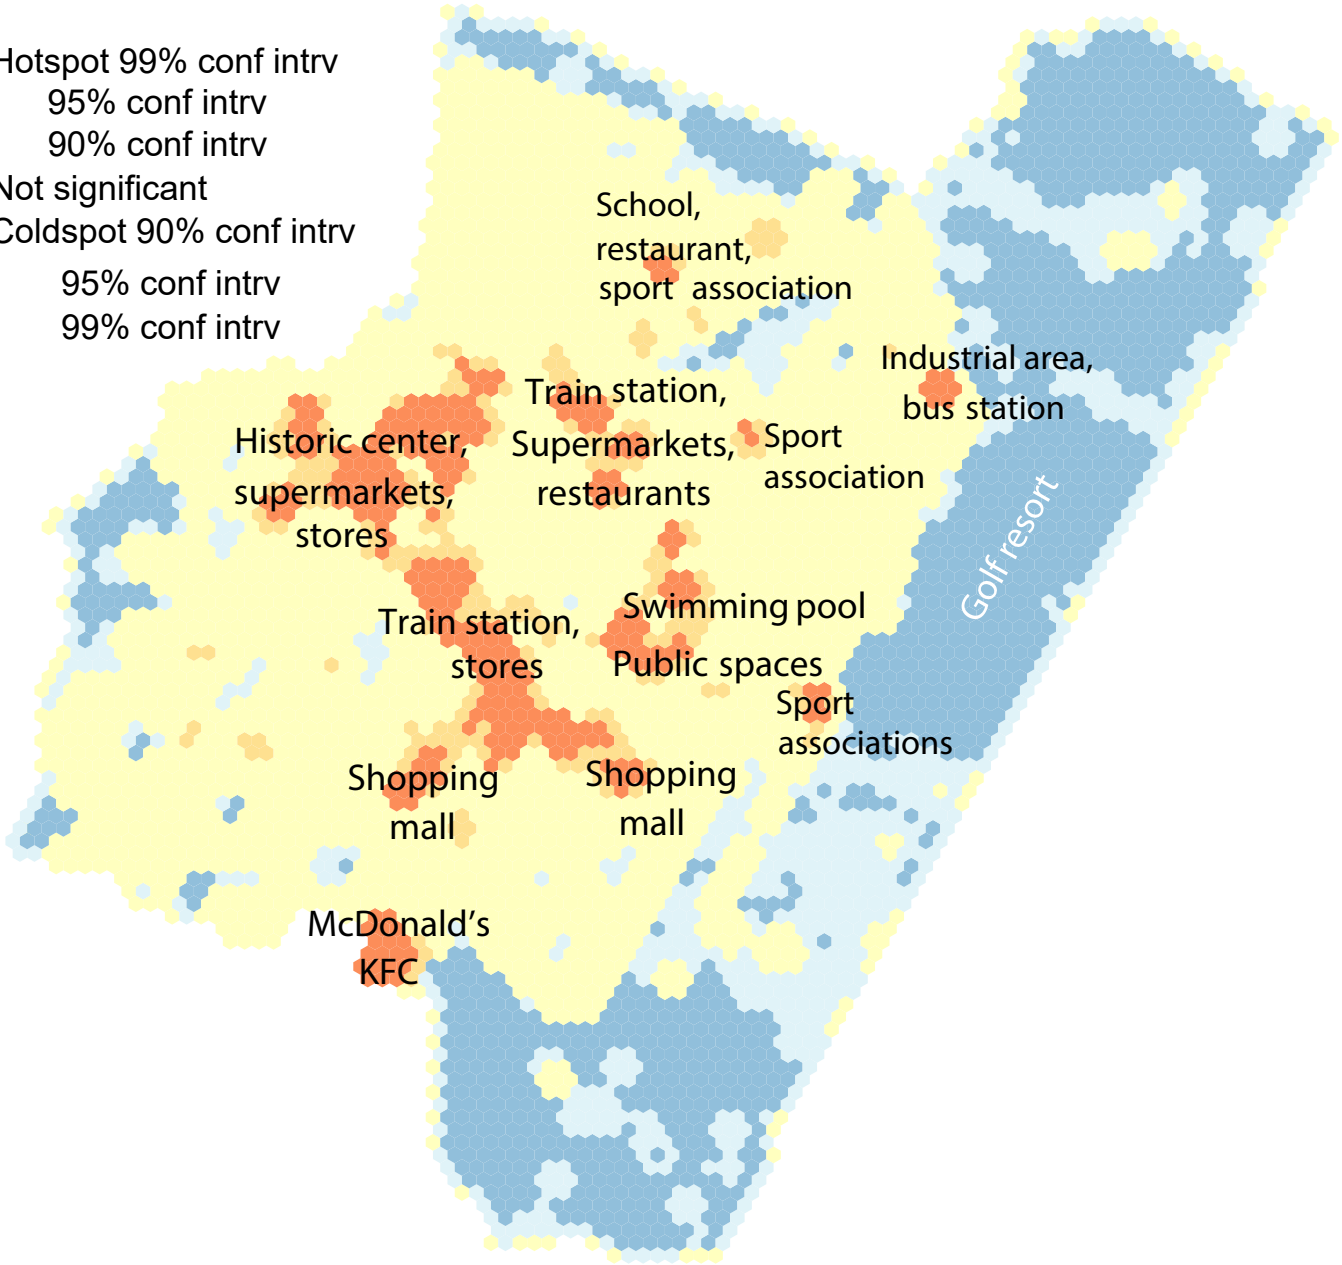 Hotspot 99% conf intrv
95% conf intrv
90% conf intrv
Not significant
Coldspot 90% conf intrv
95% conf intrv
99% conf intrv
School,
restaurant,
sport association
Industrial area,
bus station
Train station,
Supermarkets,
restaurants
Sport
association
Historic center,
supermarkets,
stores
Golf resort
Swimming pool
Public spaces
Train station,
stores
Sport
associations
Shopping
mall
Shopping
mall
McDonald's
KFC